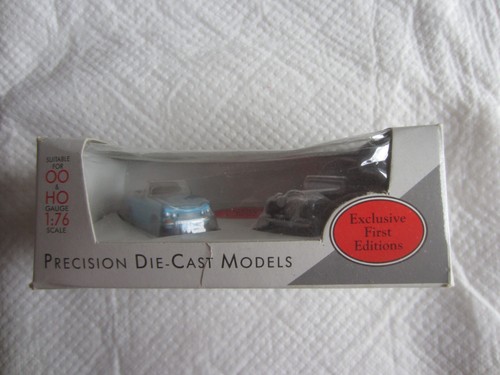 SUITABLE
FOR
OO
&
HO
GAUGE
1:76
SCALE
Exclusive
First
Editions
PRECISION DIE-CAST MODELS